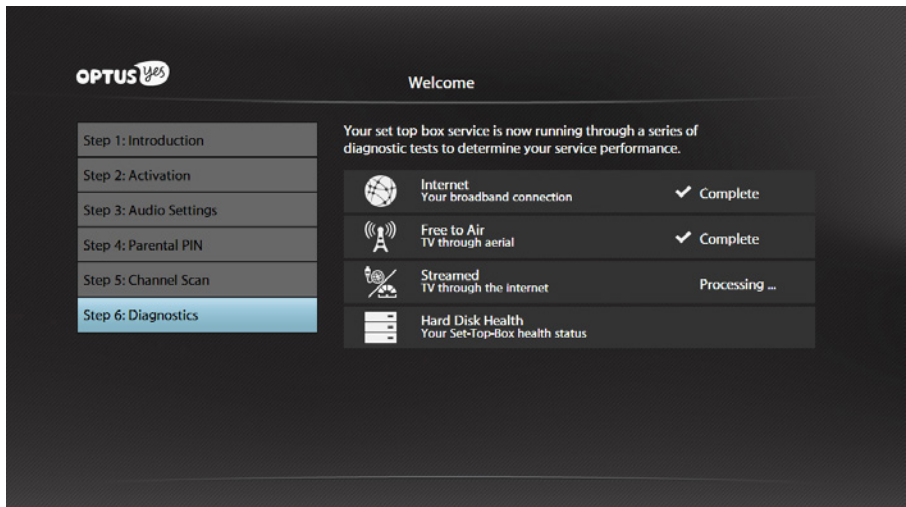 OPTUS yes
Welcome
Step 1: Introduction
Step 2: Activation
Step 3: Audio Settings
Step 4: Parental PIN
Step 5: Channel Scan
Step 6: Diagnostics
Your set top box service is now running through a series of
diagnostic tests to determine your service performance.
Internet
Your broadband connection
Complete
Free to Air
TV through aerial
Complete
Streamed
TV through the internet
Processing ...
Hard Disk Health
Your Set-Top-Box health status